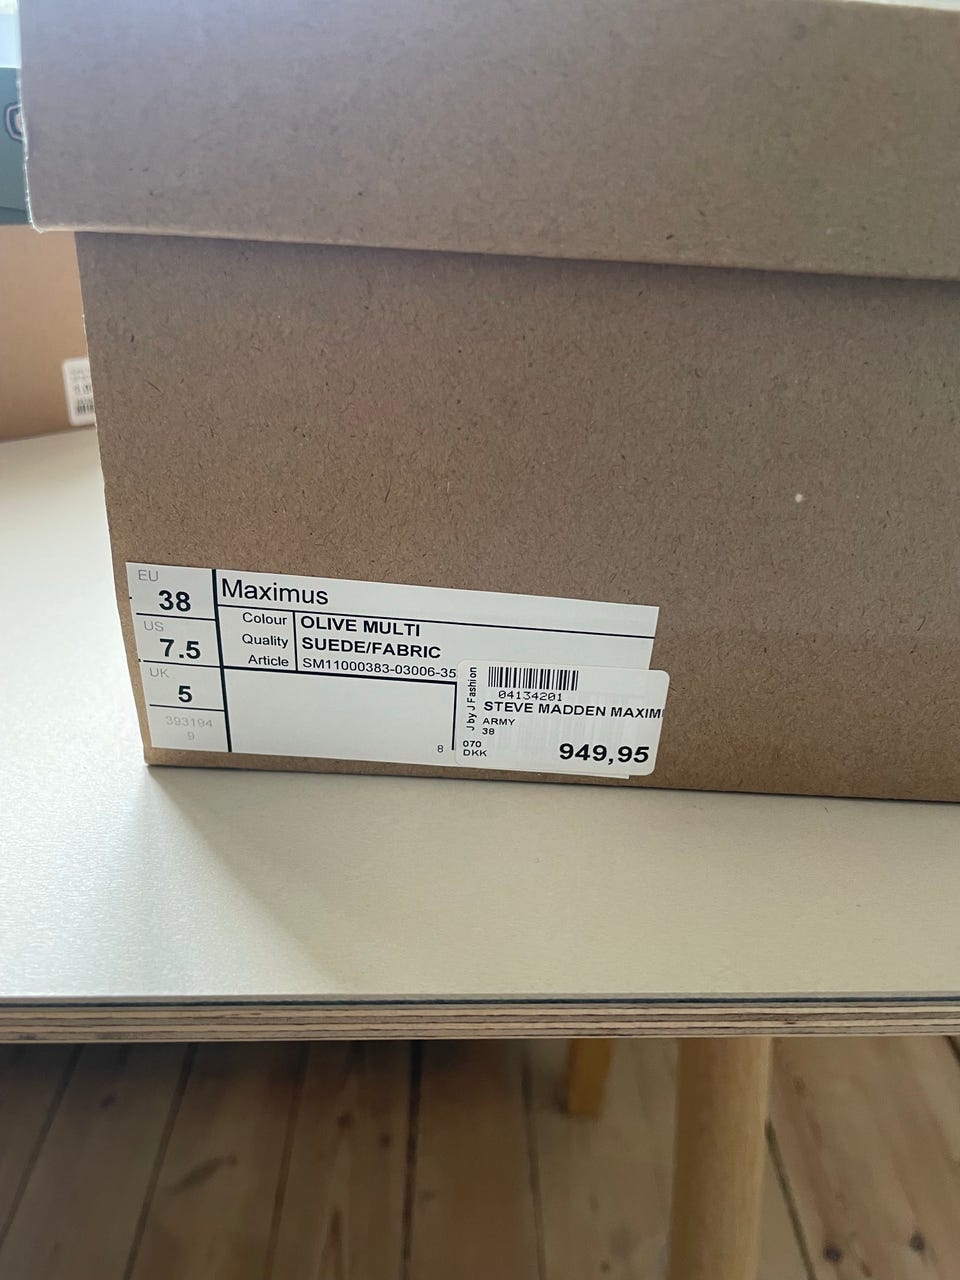 EU
38
US
7.5
UK
5
393194
9
Maximus
Colour OLIVE MULTI
Quality SUEDE/FABRIC
Article SM11000383-03006-35
8
J by J Fashion
04134201
STEVE MADDEN MAXIM
ARMY
38
070
DKK 949,95